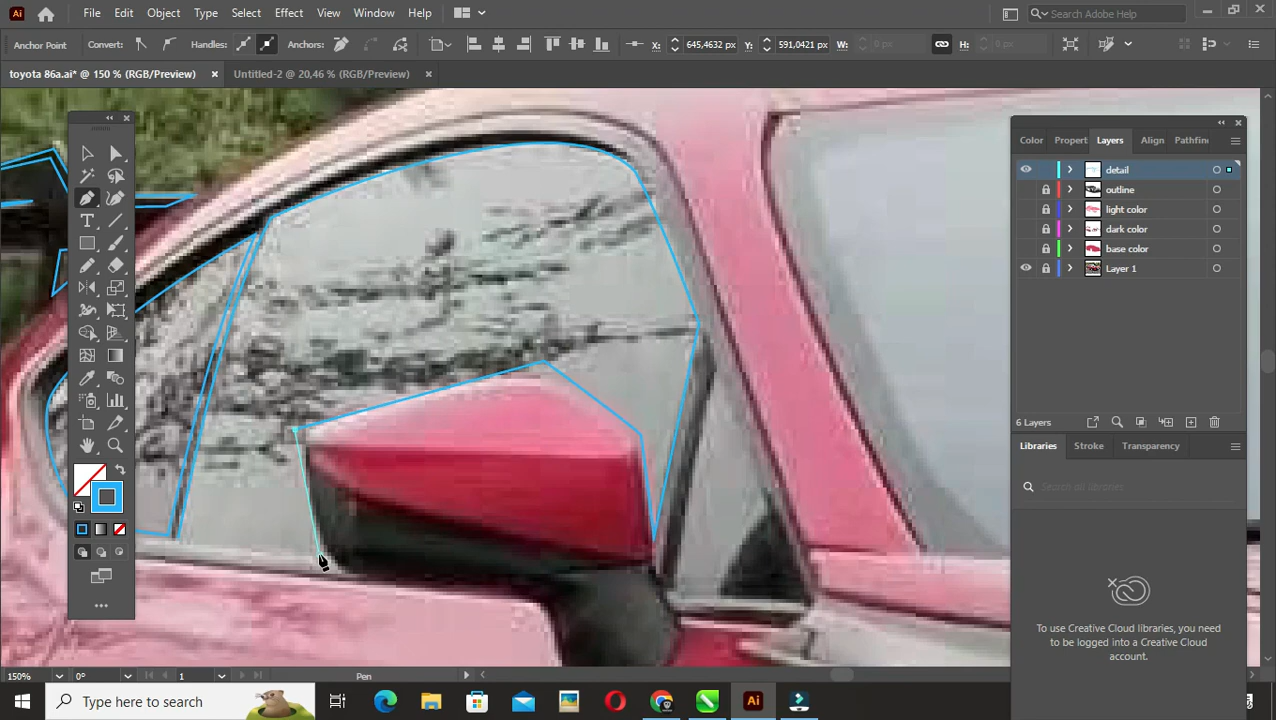 Ai File Edit Object Type Select Effect View Window Help Search Adobe Help
Anchor Point Convert: Handles: Anchors: X: 645,4632 px Y: 591,0421 px W: 0 px H: 0 px
toyota 86a.ai* @ 150 % (RGB/Preview) × Untitled-2 @ 20,46 % (RGB/Preview) ×
Color Propert Layers Align Pathfin
detail
outline
light color
dark color
base color
Layer 1
6 Layers
Libraries Stroke Transparency
Search all libraries
To use Creative Cloud libraries, you need
to be logged into a Creative Cloud
account.
150% 0° 1 Pen
Type here to search
Ai